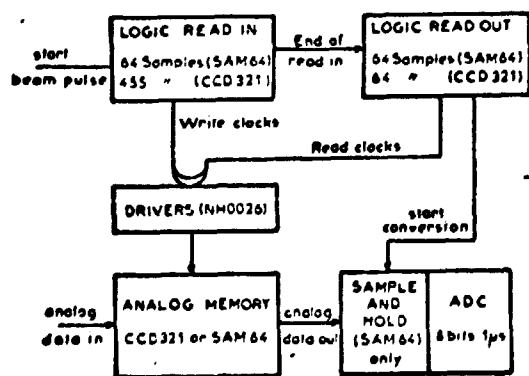 LOGIC READ IN
64 Samples (SAM64)
455 " (CCD321)
start
beam pulse
End of
read in
LOGIC READ OUT
64 Samples (SAM64)
64 " (CCD321)
Write clocks
Read clocks
DRIVERS (NH0026)
start
conversion
analog
data in
ANALOG MEMORY
CCD321 or SAM64
analog
data out
SAMPLE
AND
HOLD
(SAM64)
only
ADC
8 bits 1µs